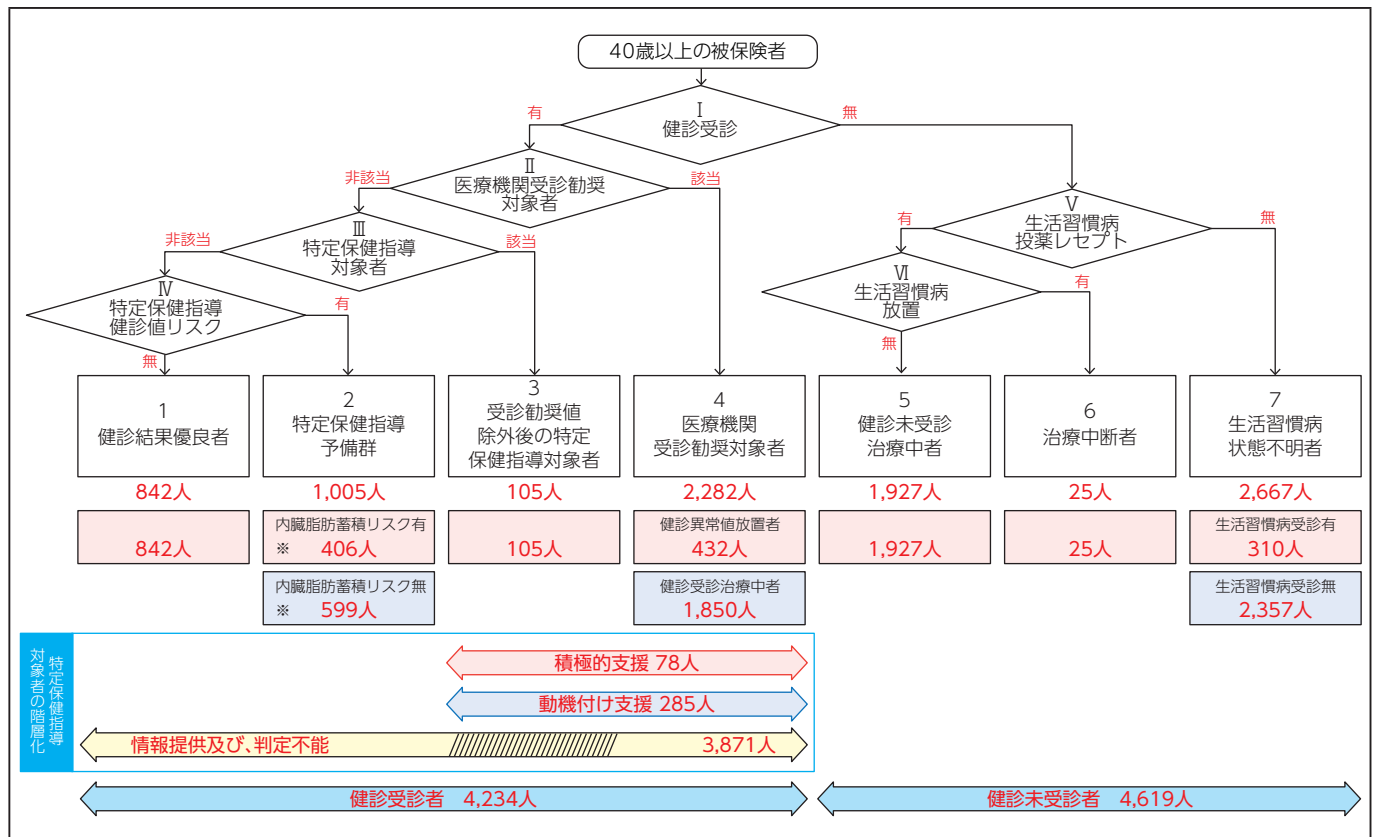 40歳以上の被保険者
Ⅰ
健診受診
有
無
Ⅱ
医療機関受診勧奨
対象者
非該当
該当
Ⅲ
特定保健指導
対象者
非該当
該当
Ⅳ
特定保健指導
健診値リスク
有
無
Ⅴ
生活習慣病
投薬レセプト
有
無
Ⅵ
生活習慣病
放置
有
無
1
健診結果優良者
842人
842人
2
特定保健指導
予備群
1,005人
内臓脂肪蓄積リスク有
※ 406人
内臓脂肪蓄積リスク無
※ 599人
3
受診勧奨値
除外後の特定
保健指導対象者
105人
105人
4
医療機関
受診勧奨対象者
2,282人
健診異常値放置者
432人
健診受診治療中者
1,850人
5
健診未受診
治療中者
1,927人
1,927人
6
治療中断者
25人
25人
7
生活習慣病
状態不明者
2,667人
生活習慣病受診有
310人
生活習慣病受診無
2,357人
特定保健指導
対象者の階層化
積極的支援 78人
動機付け支援 285人
情報提供及び、判定不能 3,871人
健診受診者 4,234人
健診未受診者 4,619人